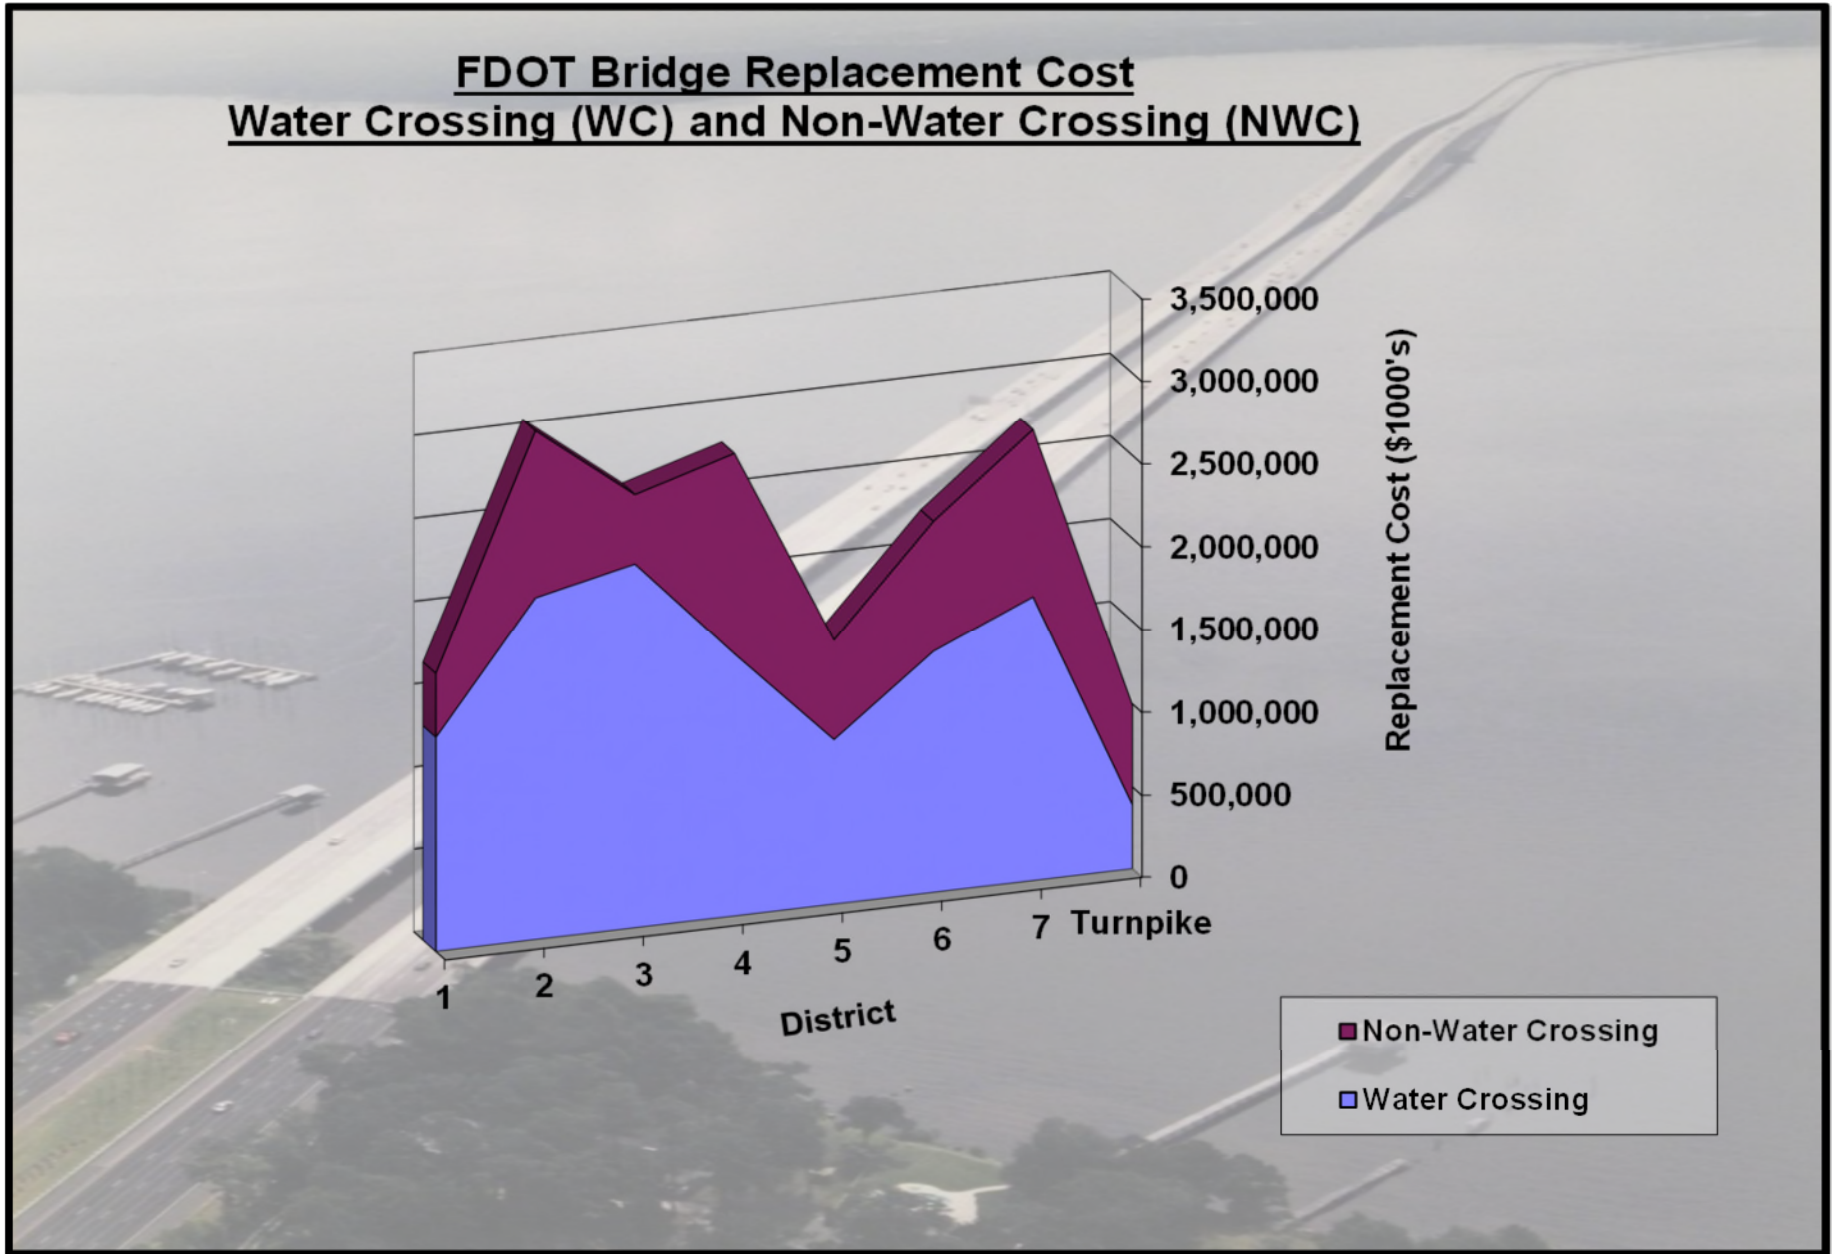 FDOT Bridge Replacement Cost
Water Crossing (WC) and Non-Water Crossing (NWC)
3,500,000
3,000,000
2,500,000
2,000,000
1,500,000
1,000,000
500,000
0
Replacement Cost ($1000's)
1
2
3
4
5
6
7
Turnpike
District
Non-Water Crossing
Water Crossing